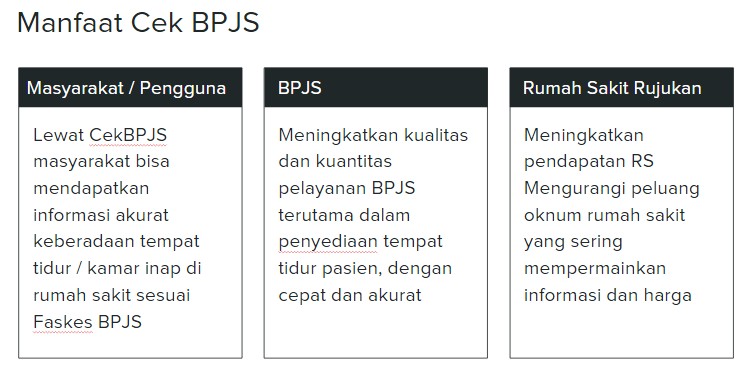 Manfaat Cek BPJS
Masyarakat / Pengguna
Lewat CekBPJS
masyarakat bisa
mendapatkan
informasi akurat
keberadaan tempat
tidur / kamar inap di
rumah sakit sesuai
Faskes BPJS
BPJS
Meningkatkan kualitas
dan kuantitas
pelayanan BPJS
terutama dalam
penyediaan tempat
tidur pasien, dengan
cepat dan akurat
Rumah Sakit Rujukan
Meningkatkan
pendapatan RS
Mengurangi peluang
oknum rumah sakit
yang sering
mempermainkan
informasi dan harga